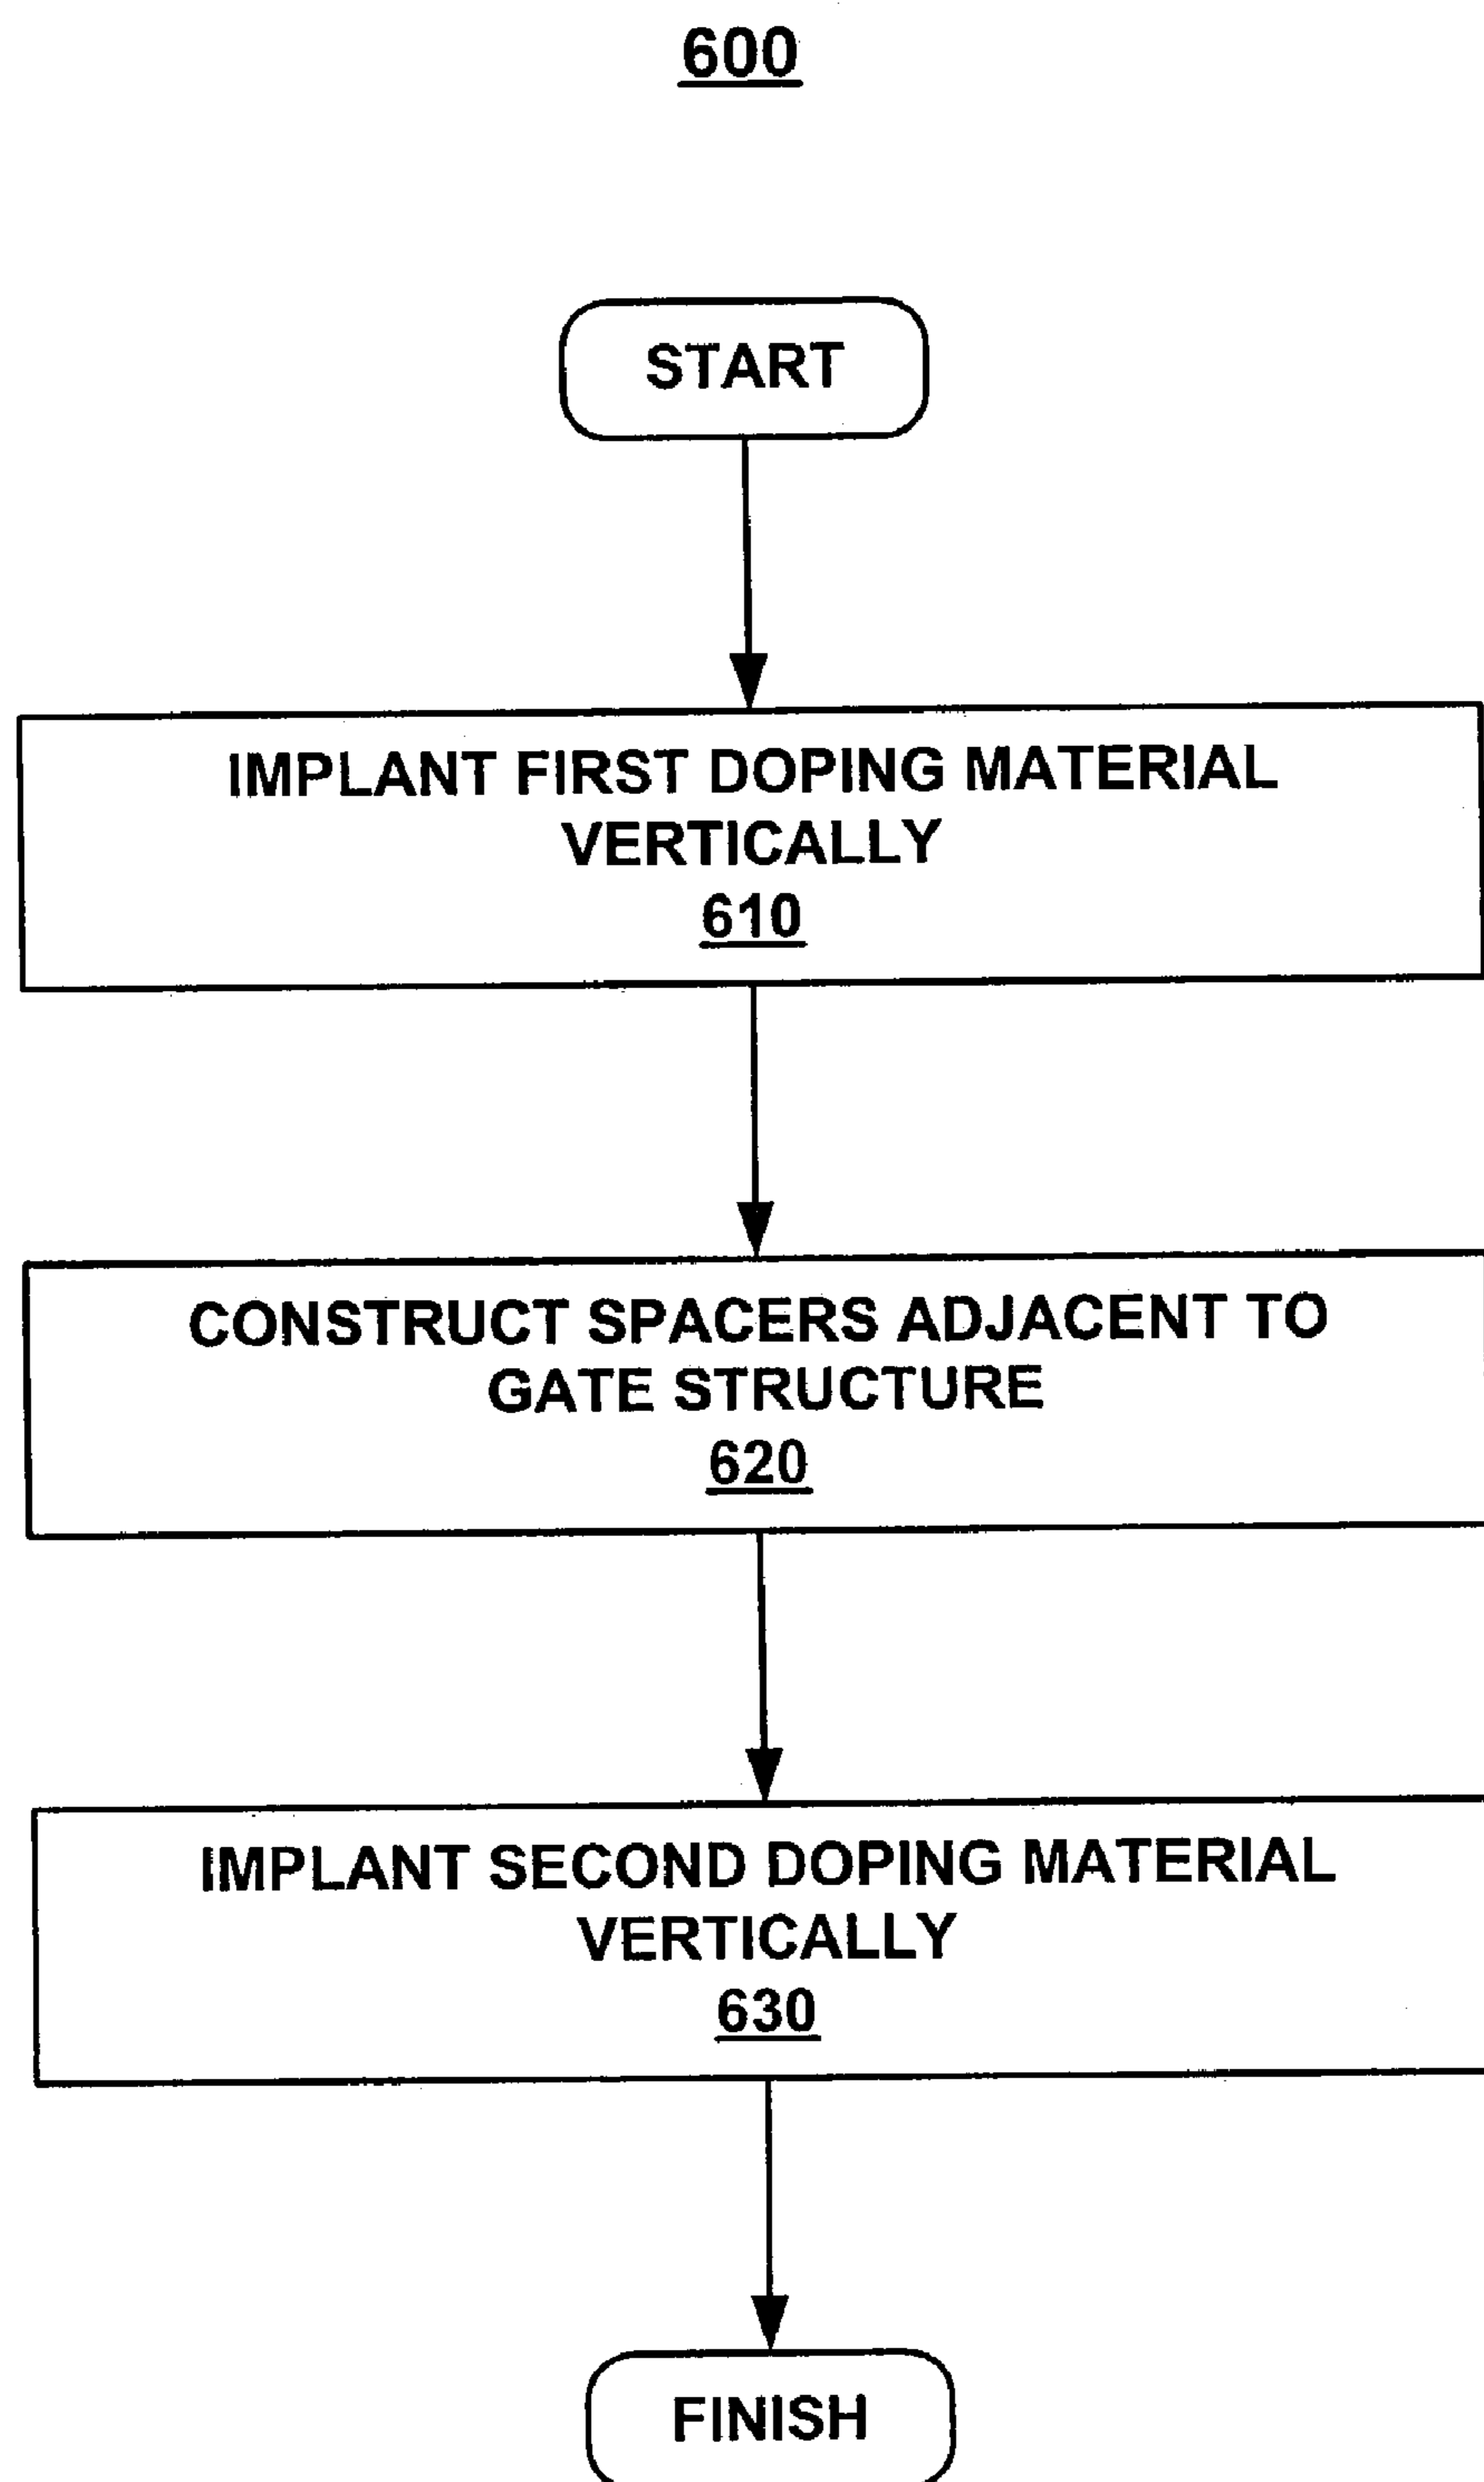 600
START
IMPLANT FIRST DOPING MATERIAL
VERTICALLY
610
CONSTRUCT SPACERS ADJACENT TO
GATE STRUCTURE
620
IMPLANT SECOND DOPING MATERIAL
VERTICALLY
630
FINISH